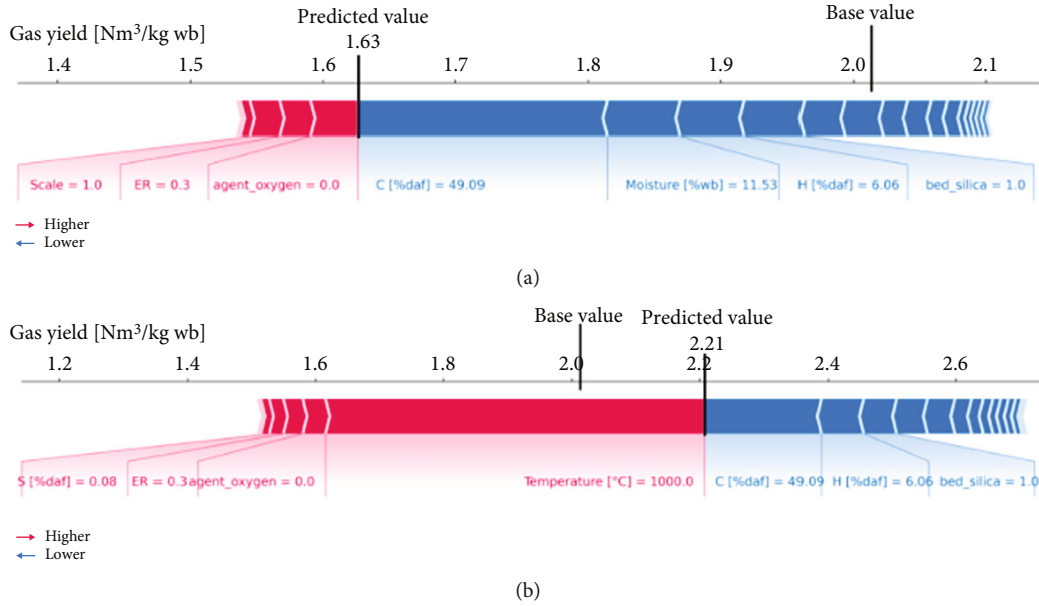 Predicted value
Base value
Gas yield [Nm³/kg wb]
1.63
1.4 1.5 1.6 1.7 1.8 1.9 2.0 2.1
Scale = 1.0 ER = 0.3 agent_oxygen = 0.0 C [%daf] = 49.09 Moisture [%wb] = 11.53 H [%daf] = 6.06 bed_silica = 1.0
Higher
Lower
(a)
Base value Predicted value
Gas yield [Nm³/kg wb]
2.21
1.2 1.4 1.6 1.8 2.0 2.2 2.4 2.6
S [%daf] = 0.08 ER = 0.3 agent_oxygen = 0.0 Temperature [°C] = 1000.0 C [%daf] = 49.09 H [%daf] = 6.06 bed_silica = 1.0
Higher
Lower
(b)